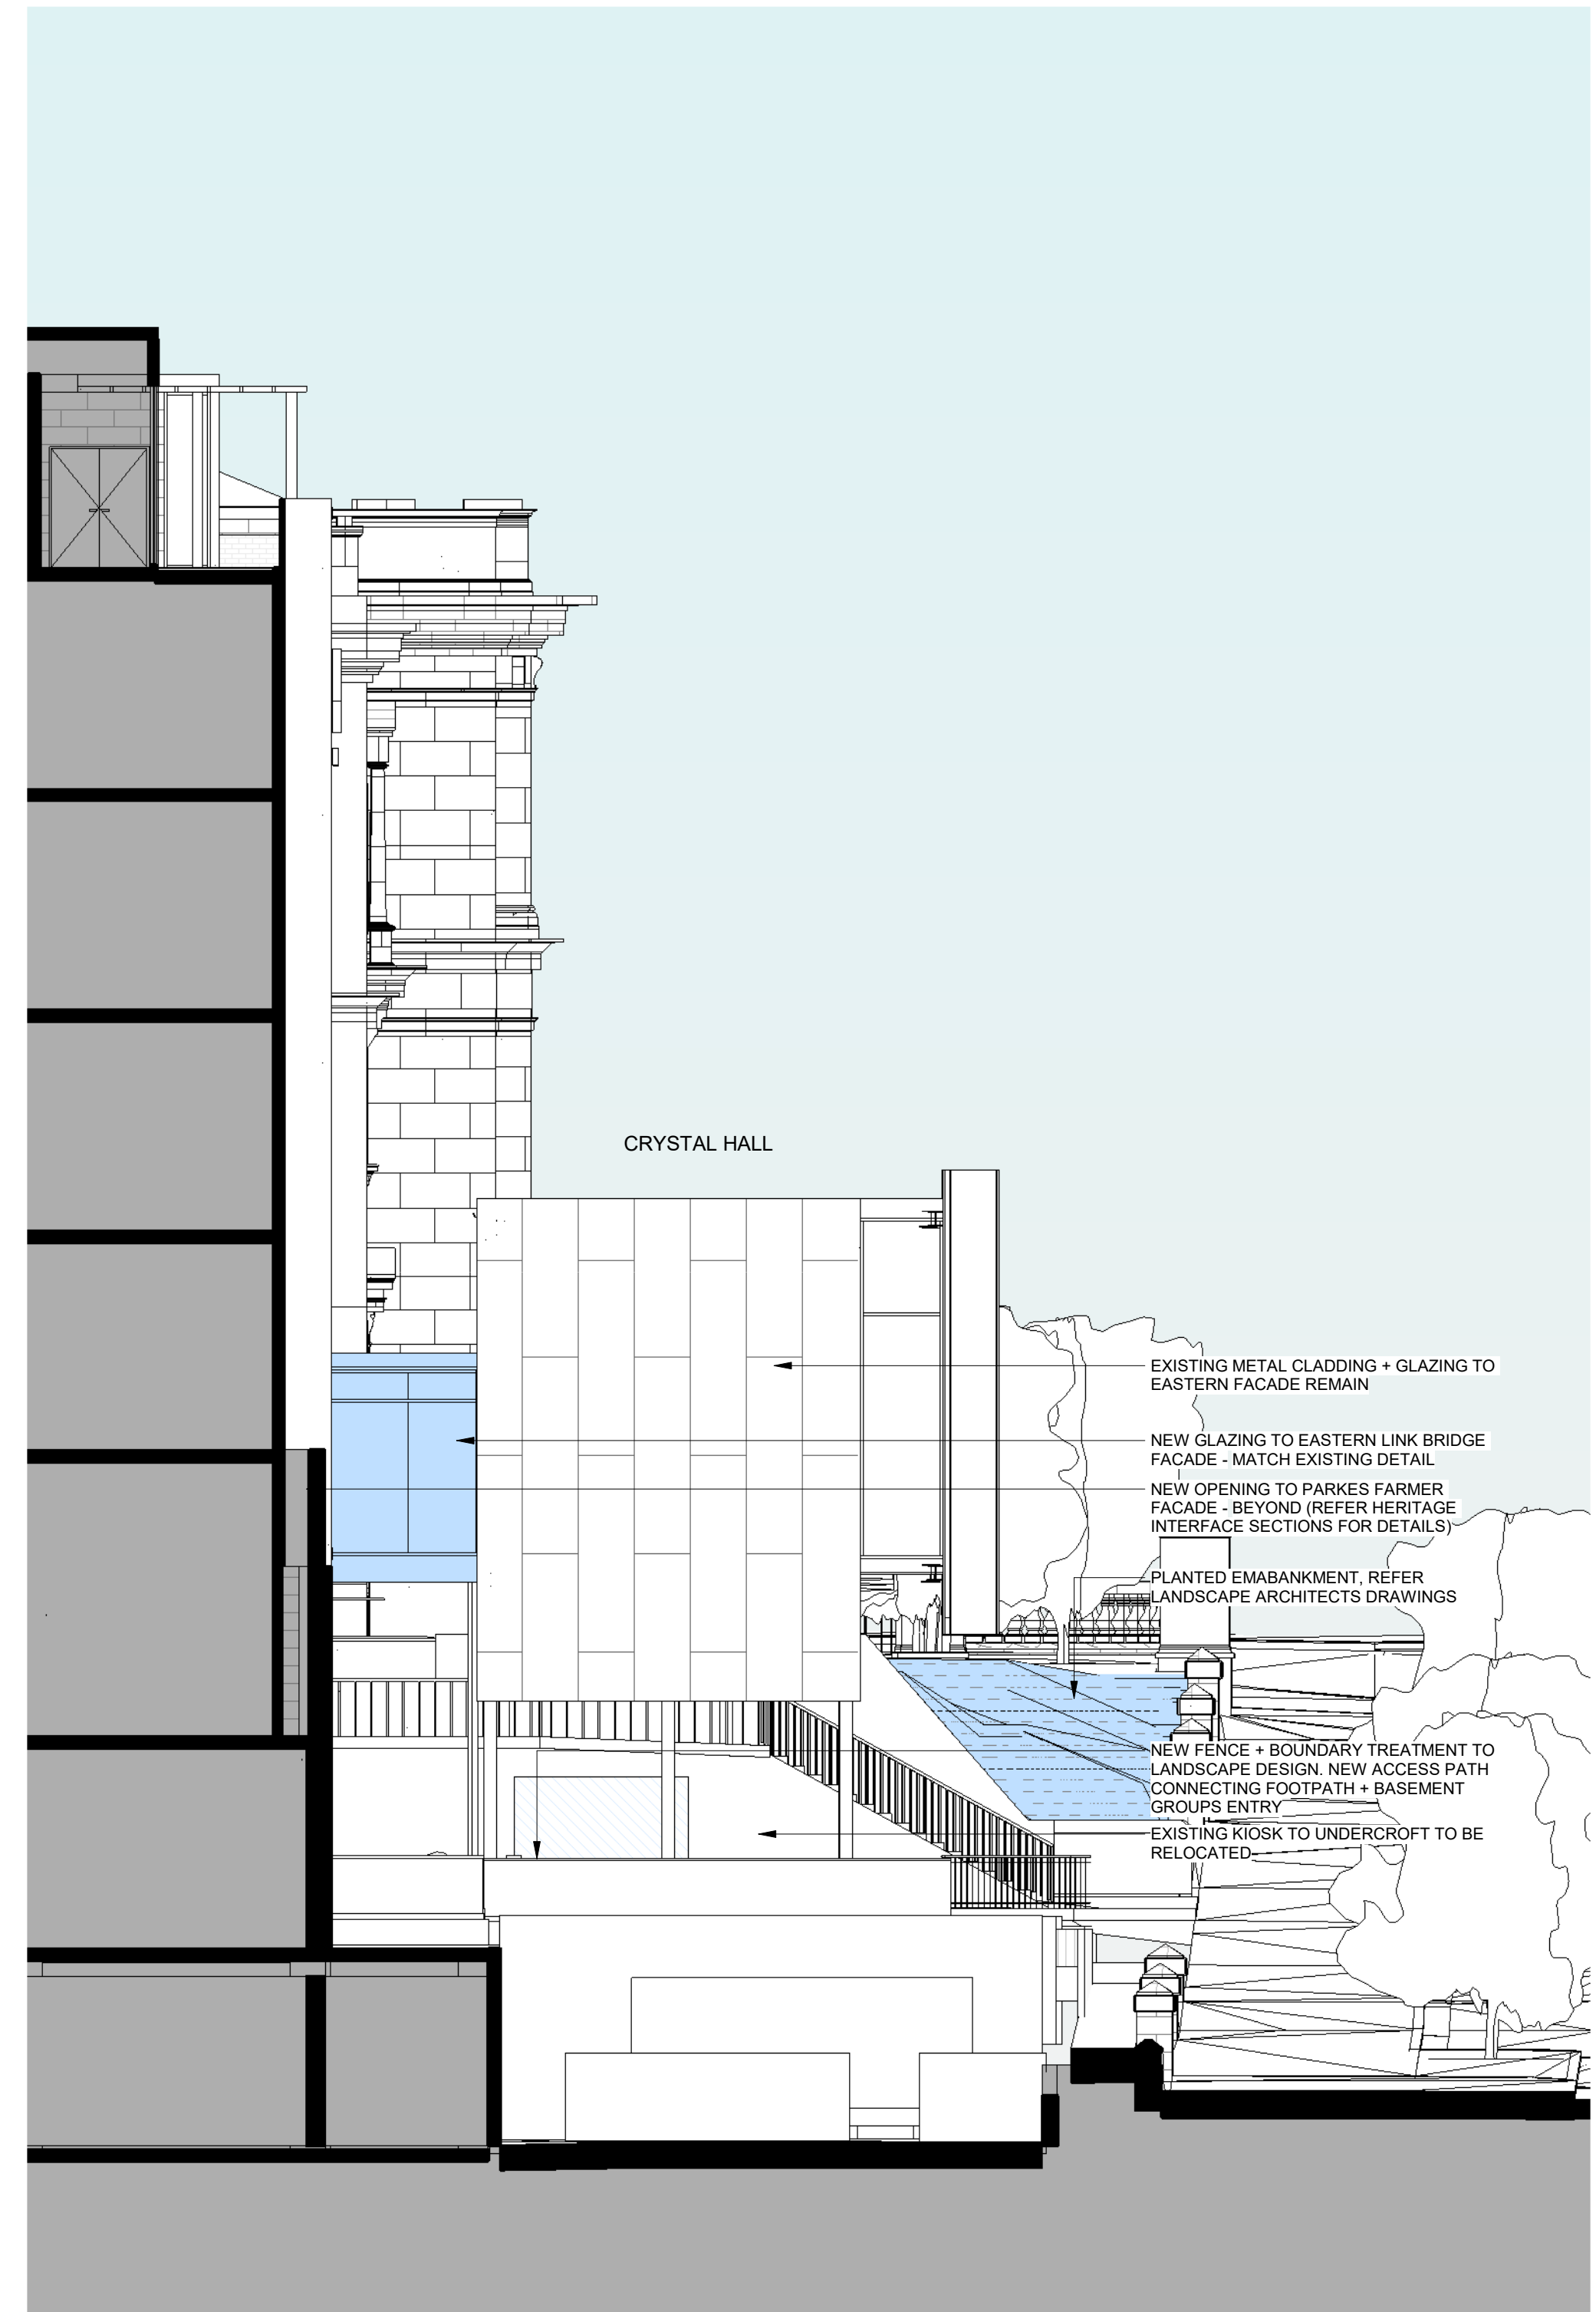 CRYSTAL HALL
EXISTING METAL CLADDING + GLAZING TO
EASTERN FACADE REMAIN
NEW GLAZING TO EASTERN LINK BRIDGE
FACADE - MATCH EXISTING DETAIL
NEW OPENING TO PARKES FARMER
FACADE - BEYOND (REFER HERITAGE
INTERFACE SECTIONS FOR DETAILS)
PLANTED EMABANKMENT, REFER
LANDSCAPE ARCHITECTS DRAWINGS
NEW FENCE + BOUNDARY TREATMENT TO
LANDSCAPE DESIGN. NEW ACCESS PATH
CONNECTING FOOTPATH + BASEMENT
GROUPS ENTRY
EXISTING KIOSK TO UNDERCROFT TO BE
RELOCATED